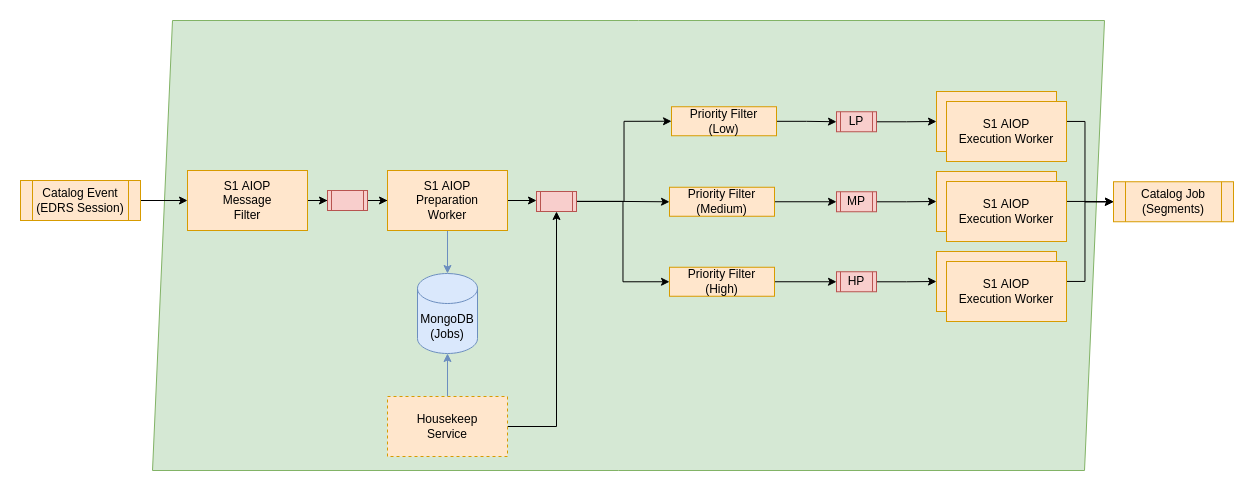 Catalog Event
(EDRS Session)
S1 AIOP
Message
Filter
S1 AIOP
Preparation
Worker
MongoDB
(Jobs)
Housekeep
Service
Priority Filter
(Low)
LP
S1 AIOP
Execution Worker
Priority Filter
(Medium)
MP
S1 AIOP
Execution Worker
Priority Filter
(High)
HP
S1 AIOP
Execution Worker
Catalog Job
(Segments)